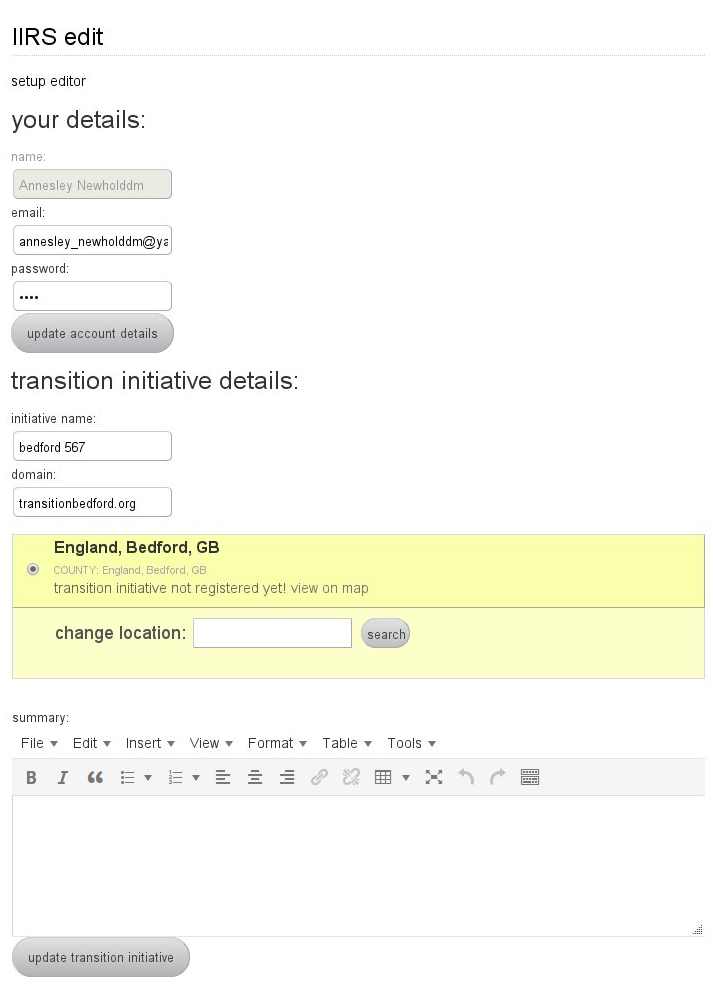 IIRS edit
setup editor
your details:
name:
Annesley Newholddm
email:
annesley_newholddm@ya
password:
••••
update account details
transition initiative details:
initiative name:
bedford 567
domain:
transitionbedford.org
England, Bedford, GB
COUNTY: England, Bedford, GB
transition initiative not registered yet! view on map
change location: search
summary:
File Edit Insert View Format Table Tools
B I
update transition initiative